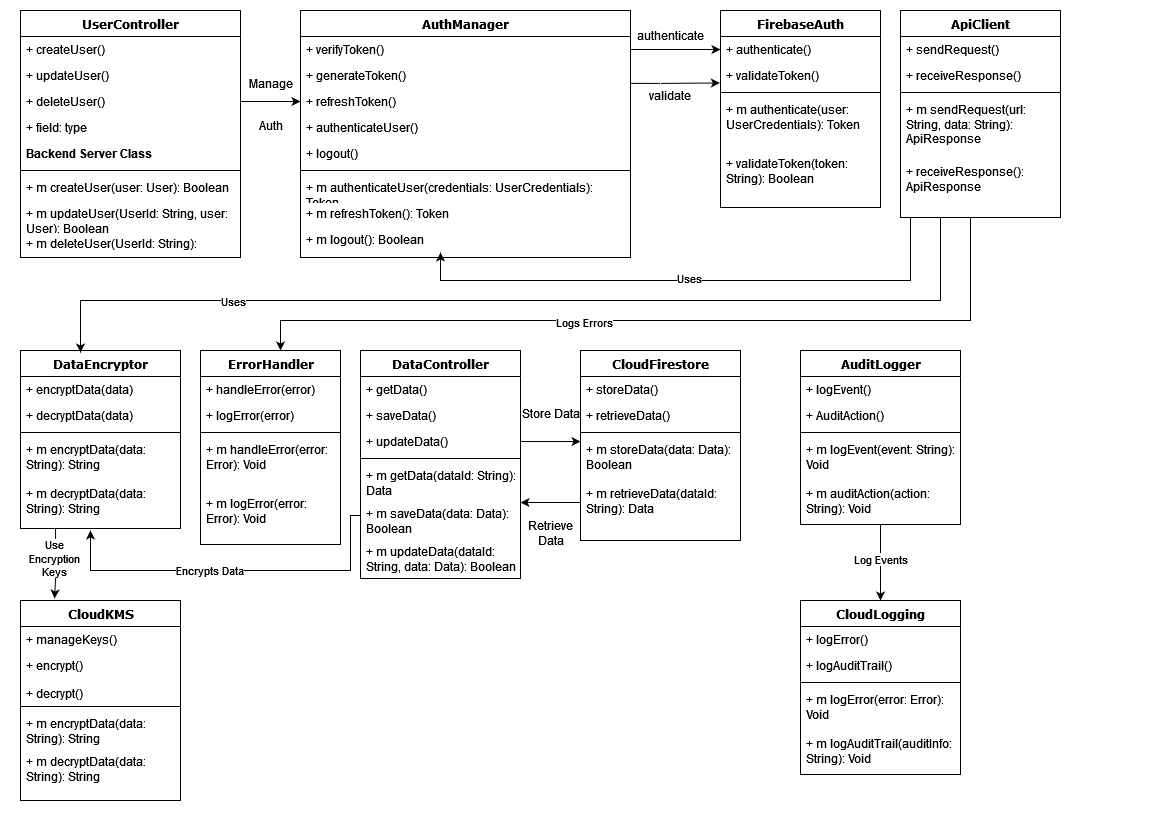 UserController
+ createUser()
+ updateUser()
+ deleteUser()
+ field: type
Backend Server Class
+ m createUser(user: User): Boolean
+ m updateUser(UserId: String, user:
User): Boolean
+ m deleteUser(UserId: String):
Manage
Auth
AuthManager
+ verifyToken()
+ generateToken()
+ refreshToken()
+ authenticateUser()
+ logout()
+ m authenticateUser(credentials: UserCredentials):
Token
+ m refreshToken(): Token
+ m logout(): Boolean
authenticate
validate
FirebaseAuth
+ authenticate()
+ validateToken()
+ m authenticate(user:
UserCredentials): Token
+ validateToken(token:
String): Boolean
ApiClient
+ sendRequest()
+ receiveResponse()
+ m sendRequest(url:
String, data: String):
ApiResponse
+ receiveResponse():
ApiResponse
Uses
Uses
Logs Errors
DataEncryptor
+ encryptData(data)
+ decryptData(data)
+ m encryptData(data:
String): String
+ m decryptData(data:
String): String
ErrorHandler
+ handleError(error)
+ logError(error)
+ m handleError(error:
Error): Void
+ m logError(error:
Error): Void
DataController
+ getData()
+ saveData()
+ updateData()
+ m getData(dataId: String):
Data
+ m saveData(data: Data):
Boolean
+ m updateData(dataId:
String, data: Data): Boolean
Store Data
Retrieve
Data
CloudFirestore
+ storeData()
+ retrieveData()
+ m storeData(data: Data):
Boolean
+ m retrieveData(dataId:
String): Data
AuditLogger
+ logEvent()
+ AuditAction()
+ m logEvent(event: String):
Void
+ m auditAction(action:
String): Void
Use
Encryption
Keys
Encrypts Data
Log Events
CloudKMS
+ manageKeys()
+ encrypt()
+ decrypt()
+ m encryptData(data:
String): String
+ m decryptData(data:
String): String
CloudLogging
+ logError()
+ logAuditTrail()
+ m logError(error: Error):
Void
+ m logAuditTrail(auditInfo:
String): Void